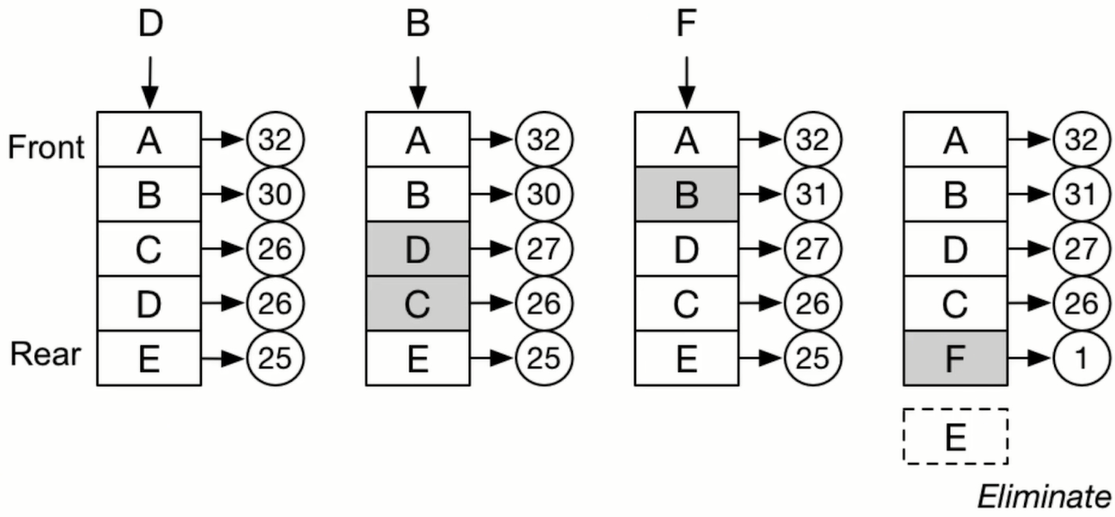 D B F
Front A 32 A 32 A 32 A 32
B 30 B 30 B 31 B 31
C 26 D 27 D 27 D 27
D 26 C 26 C 26 C 26
Rear E 25 E 25 E 25 F 1
E
Eliminate